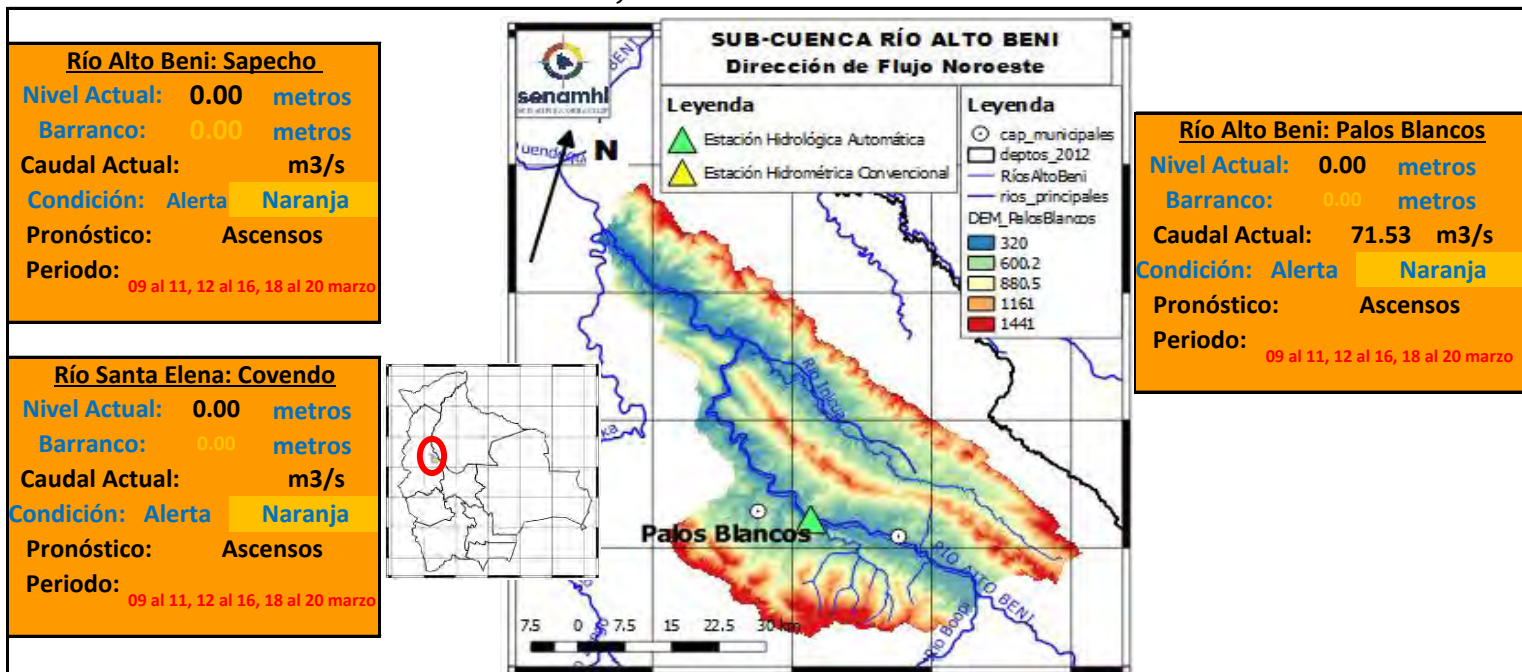 Río Alto Beni: Sapecho
Nivel Actual: 0.00 metros
Barranco: 0.00 metros
Caudal Actual: m3/s
Condición: Alerta Naranja
Pronóstico: Ascensos
Periodo:
09 al 11, 12 al 16, 18 al 20 marzo
Río Santa Elena: Covendo
Nivel Actual: 0.00 metros
Barranco: 0.00 metros
Caudal Actual: m3/s
Condición: Alerta Naranja
Pronóstico: Ascensos
Periodo:
09 al 11, 12 al 16, 18 al 20 marzo
senamhi
BENI
SUB-CUENCA RÍO ALTO BENI
Dirección de Flujo Noroeste
Leyenda
Estación Hidrológica Automática
Estación Hidrométrica Convencional
Leyenda
cap_municipales
deptos_2012
RíosAltoBeni
rios_principales
DEM_PalosBlancos
320
600.2
880.5
1161
1441
N
Río Inicua
Palos Blancos
RIO ALTO BENI
Río Boopi
7.5 0 7.5 15 22.5 30 km
Río Alto Beni: Palos Blancos
Nivel Actual: 0.00 metros
Barranco: 0.00 metros
Caudal Actual: 71.53 m3/s
Condición: Alerta Naranja
Pronóstico: Ascensos
Periodo:
09 al 11, 12 al 16, 18 al 20 marzo